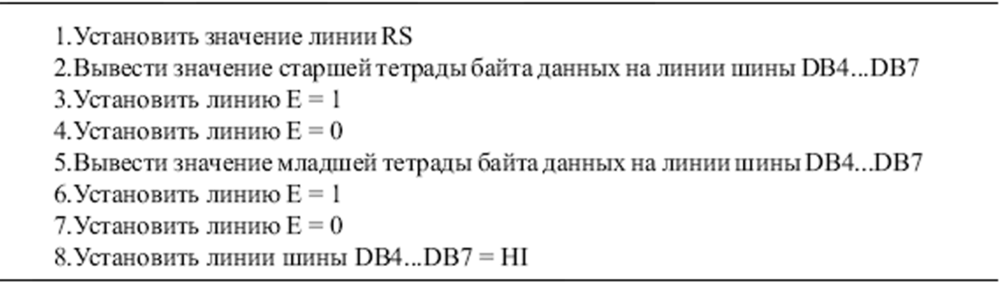 1.Установить значение линии RS
2.Вывести значение старшей тетрады байта данных на линии шины DB4...DB7
3.Установить линию E = 1
4.Установить линию E = 0
5.Вывести значение младшей тетрады байта данных на линии шины DB4...DB7
6.Установить линию E = 1
7.Установить линию E = 0
8.Установить линии шины DB4...DB7 = HI